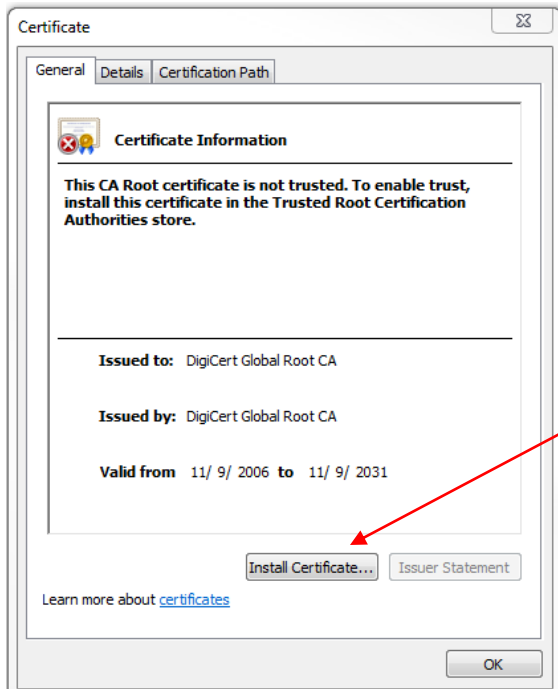 Certificate
General Details Certification Path
Certificate Information
This CA Root certificate is not trusted. To enable trust,
install this certificate in the Trusted Root Certification
Authorities store.
Issued to: DigiCert Global Root CA
Issued by: DigiCert Global Root CA
Valid from 11/ 9/ 2006 to 11/ 9/ 2031
Install Certificate... Issuer Statement
Learn more about certificates
OK